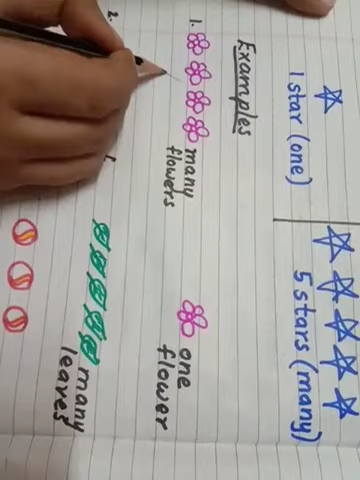 1 star (one)
5 stars (many)
Examples
1.
many
flowers
one
flower
2.
many
leaves